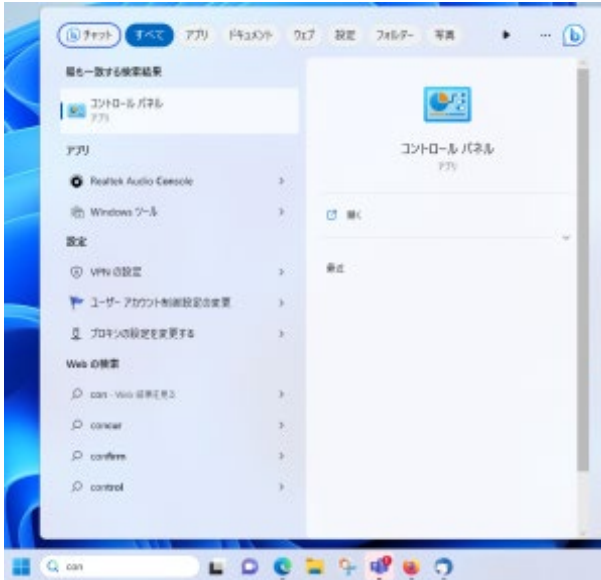 チャット すべて アプリ ドキュメント ウェブ 設定 フォルダー 写真 ...
最も一致する検索結果
コントロール パネル
アプリ
アプリ
Realtek Audio Console
Windows ツール
設定
VPN の設定
ユーザー アカウント制御設定の変更
プロキシの設定を変更する
Web の検索
con - Web 結果を見る
concur
confirm
control
コントロール パネル
アプリ
開く
最近
con